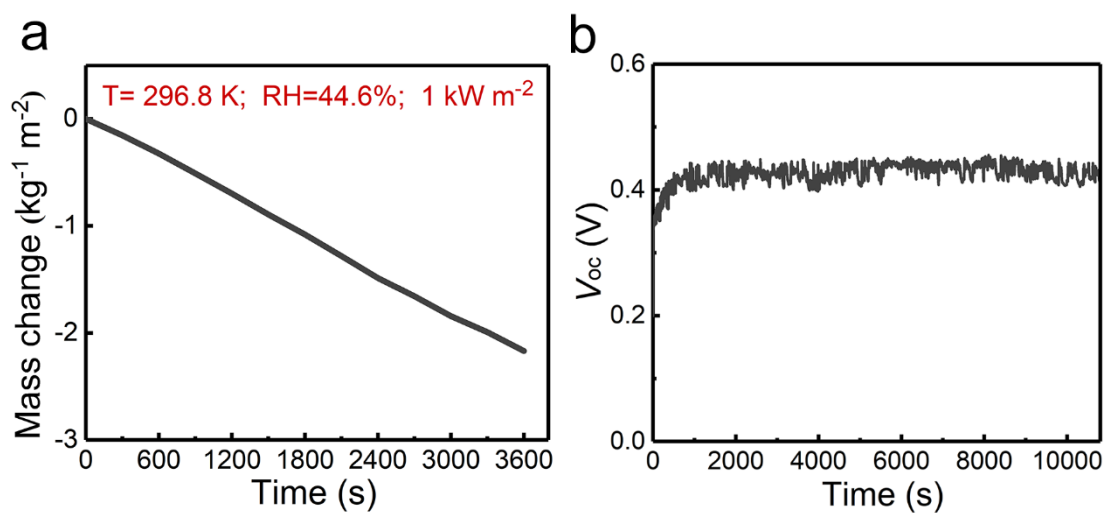 a
T= 296.8 K; RH=44.6%; 1 kW m-2
Mass change (kg-1 m-2)
0
-1
-2
-3
0 600 1200 1800 2400 3000 3600
Time (s)
b
Voc (V)
0.6
0.4
0.2
0.0
0 2000 4000 6000 8000 10000
Time (s)